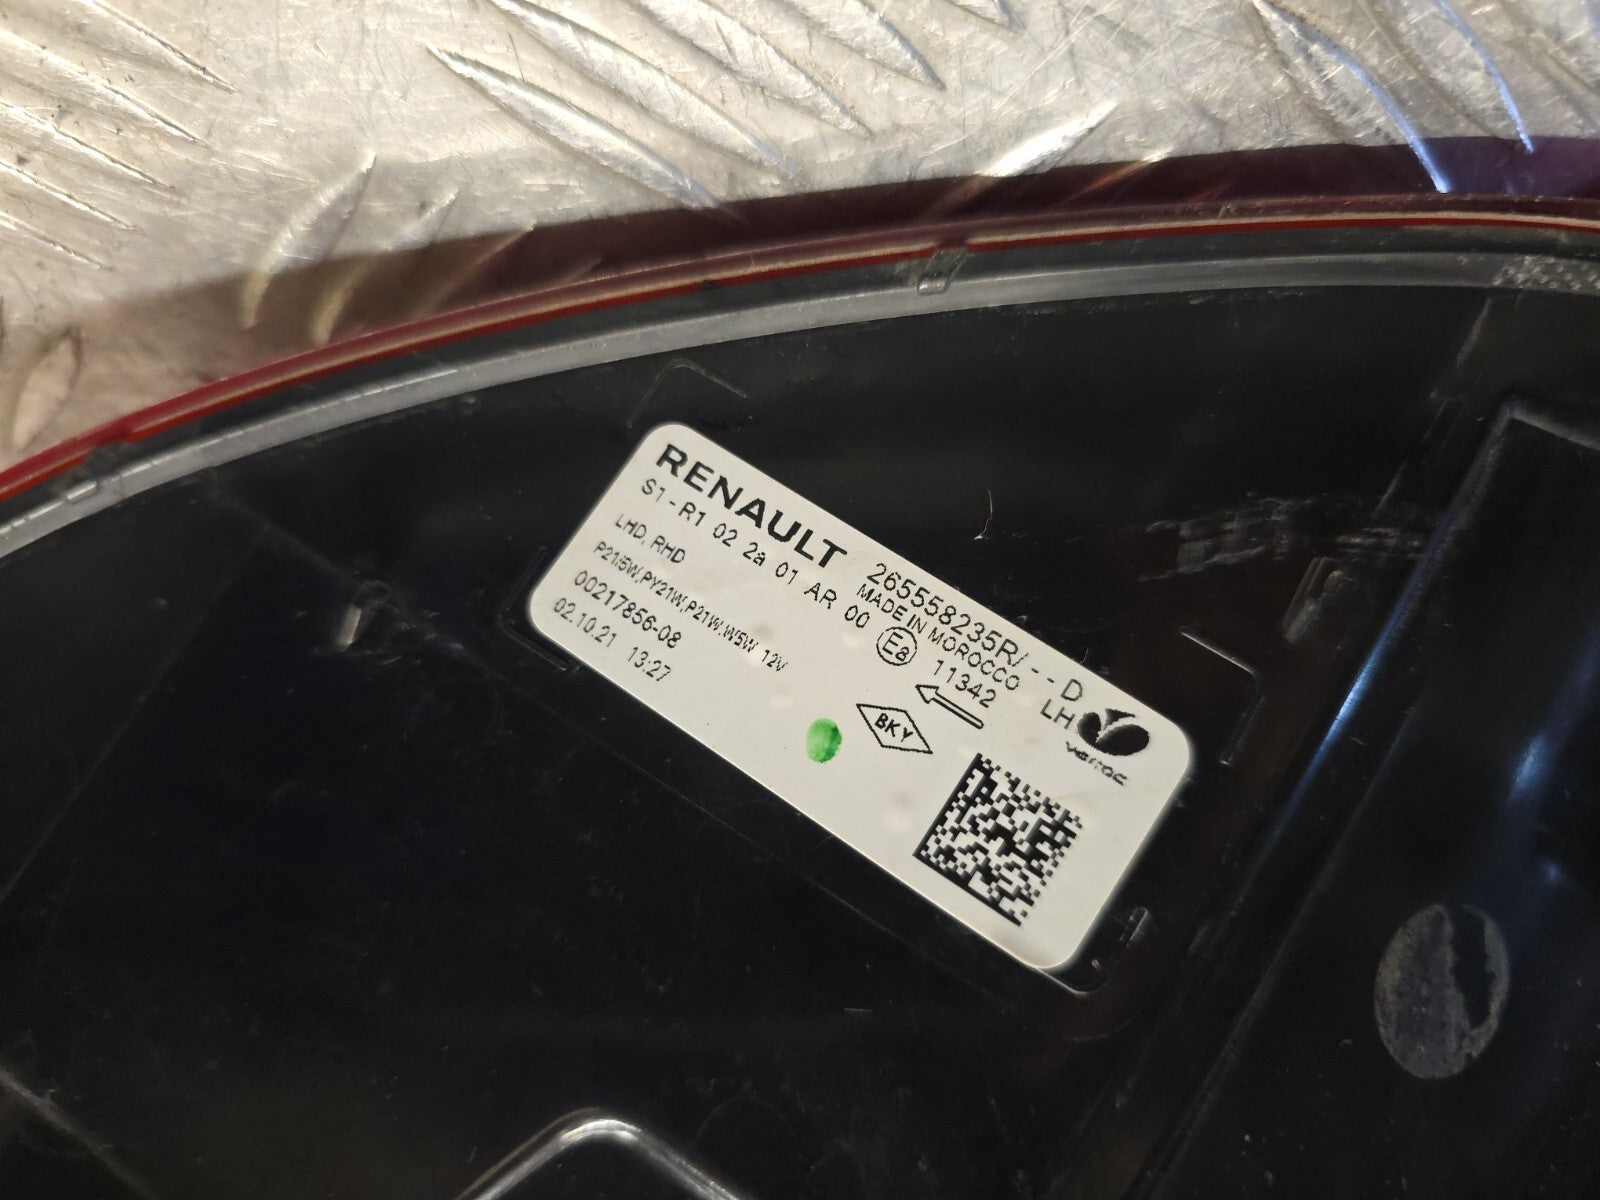 RENAULT 265558235R/--D
S1-R1 02 2a 01 AR 00 MADE IN MOROCCO
LHD, RHD E8 11342 LH
P21/5W,PY21W,P21W,W5W 12V
00217856-08 BKY
02.10.21 13:27
varroc